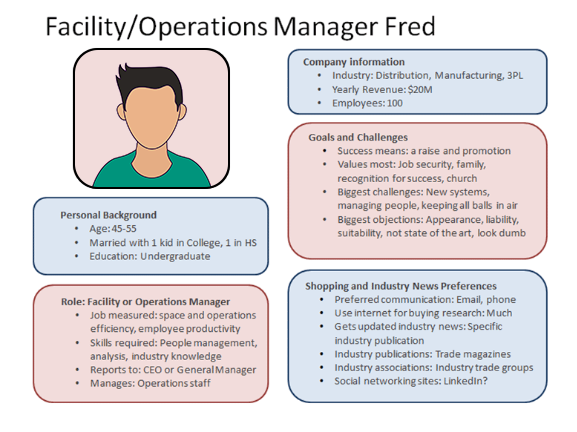 Facility/Operations Manager Fred
Company information
• Industry: Distribution, Manufacturing, 3PL
• Yearly Revenue: $20M
• Employees: 100
Goals and Challenges
• Success means: a raise and promotion
• Values most: Job security, family,
recognition for success, church
• Biggest challenges: New systems,
managing people, keeping all balls in air
• Biggest objections: Appearance, liability,
suitability, not state of the art, look dumb
Personal Background
• Age: 45-55
• Married with 1 kid in College, 1 in HS
• Education: Undergraduate
Role: Facility or Operations Manager
• Job measured: space and operations
efficiency, employee productivity
• Skills required: People management,
analysis, industry knowledge
• Reports to: CEO or General Manager
• Manages: Operations staff
Shopping and Industry News Preferences
• Preferred communication: Email, phone
• Use internet for buying research: Much
• Gets updated industry news: Specific
industry publication
• Industry publications: Trade magazines
• Industry associations: Industry trade groups
• Social networking sites: LinkedIn?